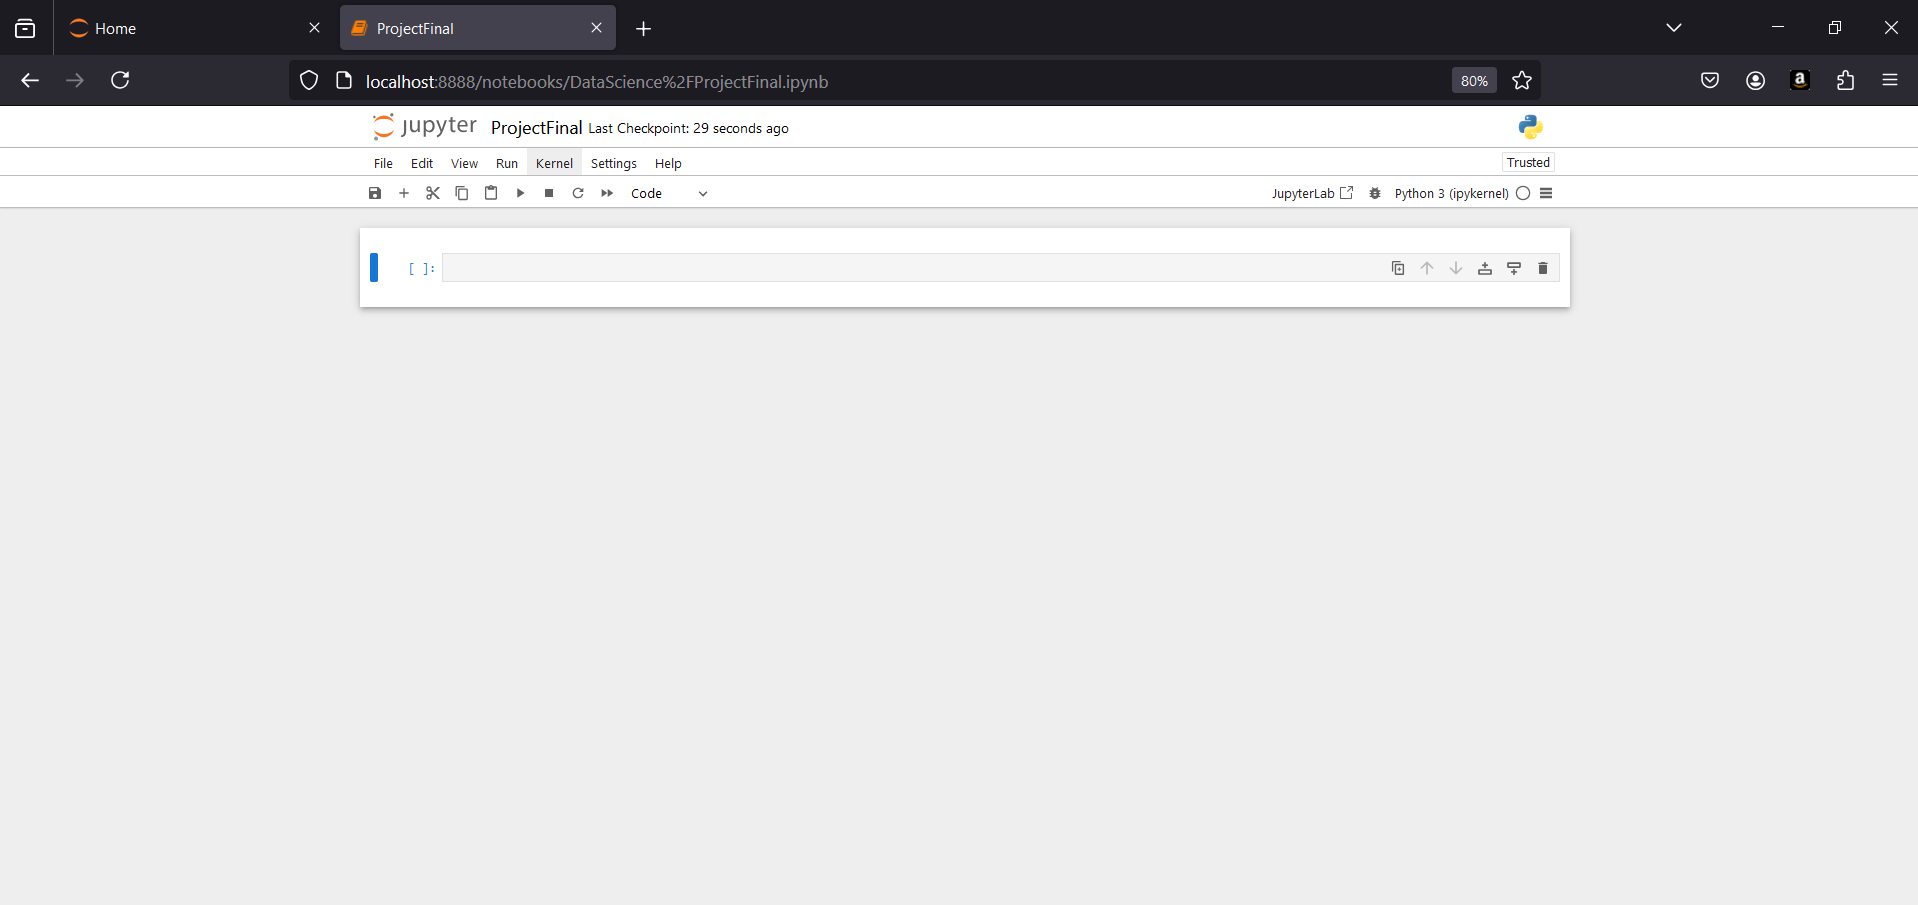 Home
ProjectFinal
localhost:8888/notebooks/DataScience%2FProjectFinal.ipynb
80%
a
jupyter ProjectFinal Last Checkpoint: 29 seconds ago
File Edit View Run Kernel Settings Help
Trusted
Code
JupyterLab
Python 3 (ipykernel)
[ ]: